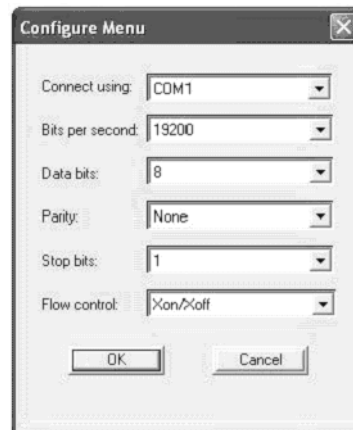 Configure Menu
Connect using: COM1
Bits per second: 19200
Data bits: 8
Parity: None
Stop bits: 1
Flow control: Xon/Xoff
OK Cancel